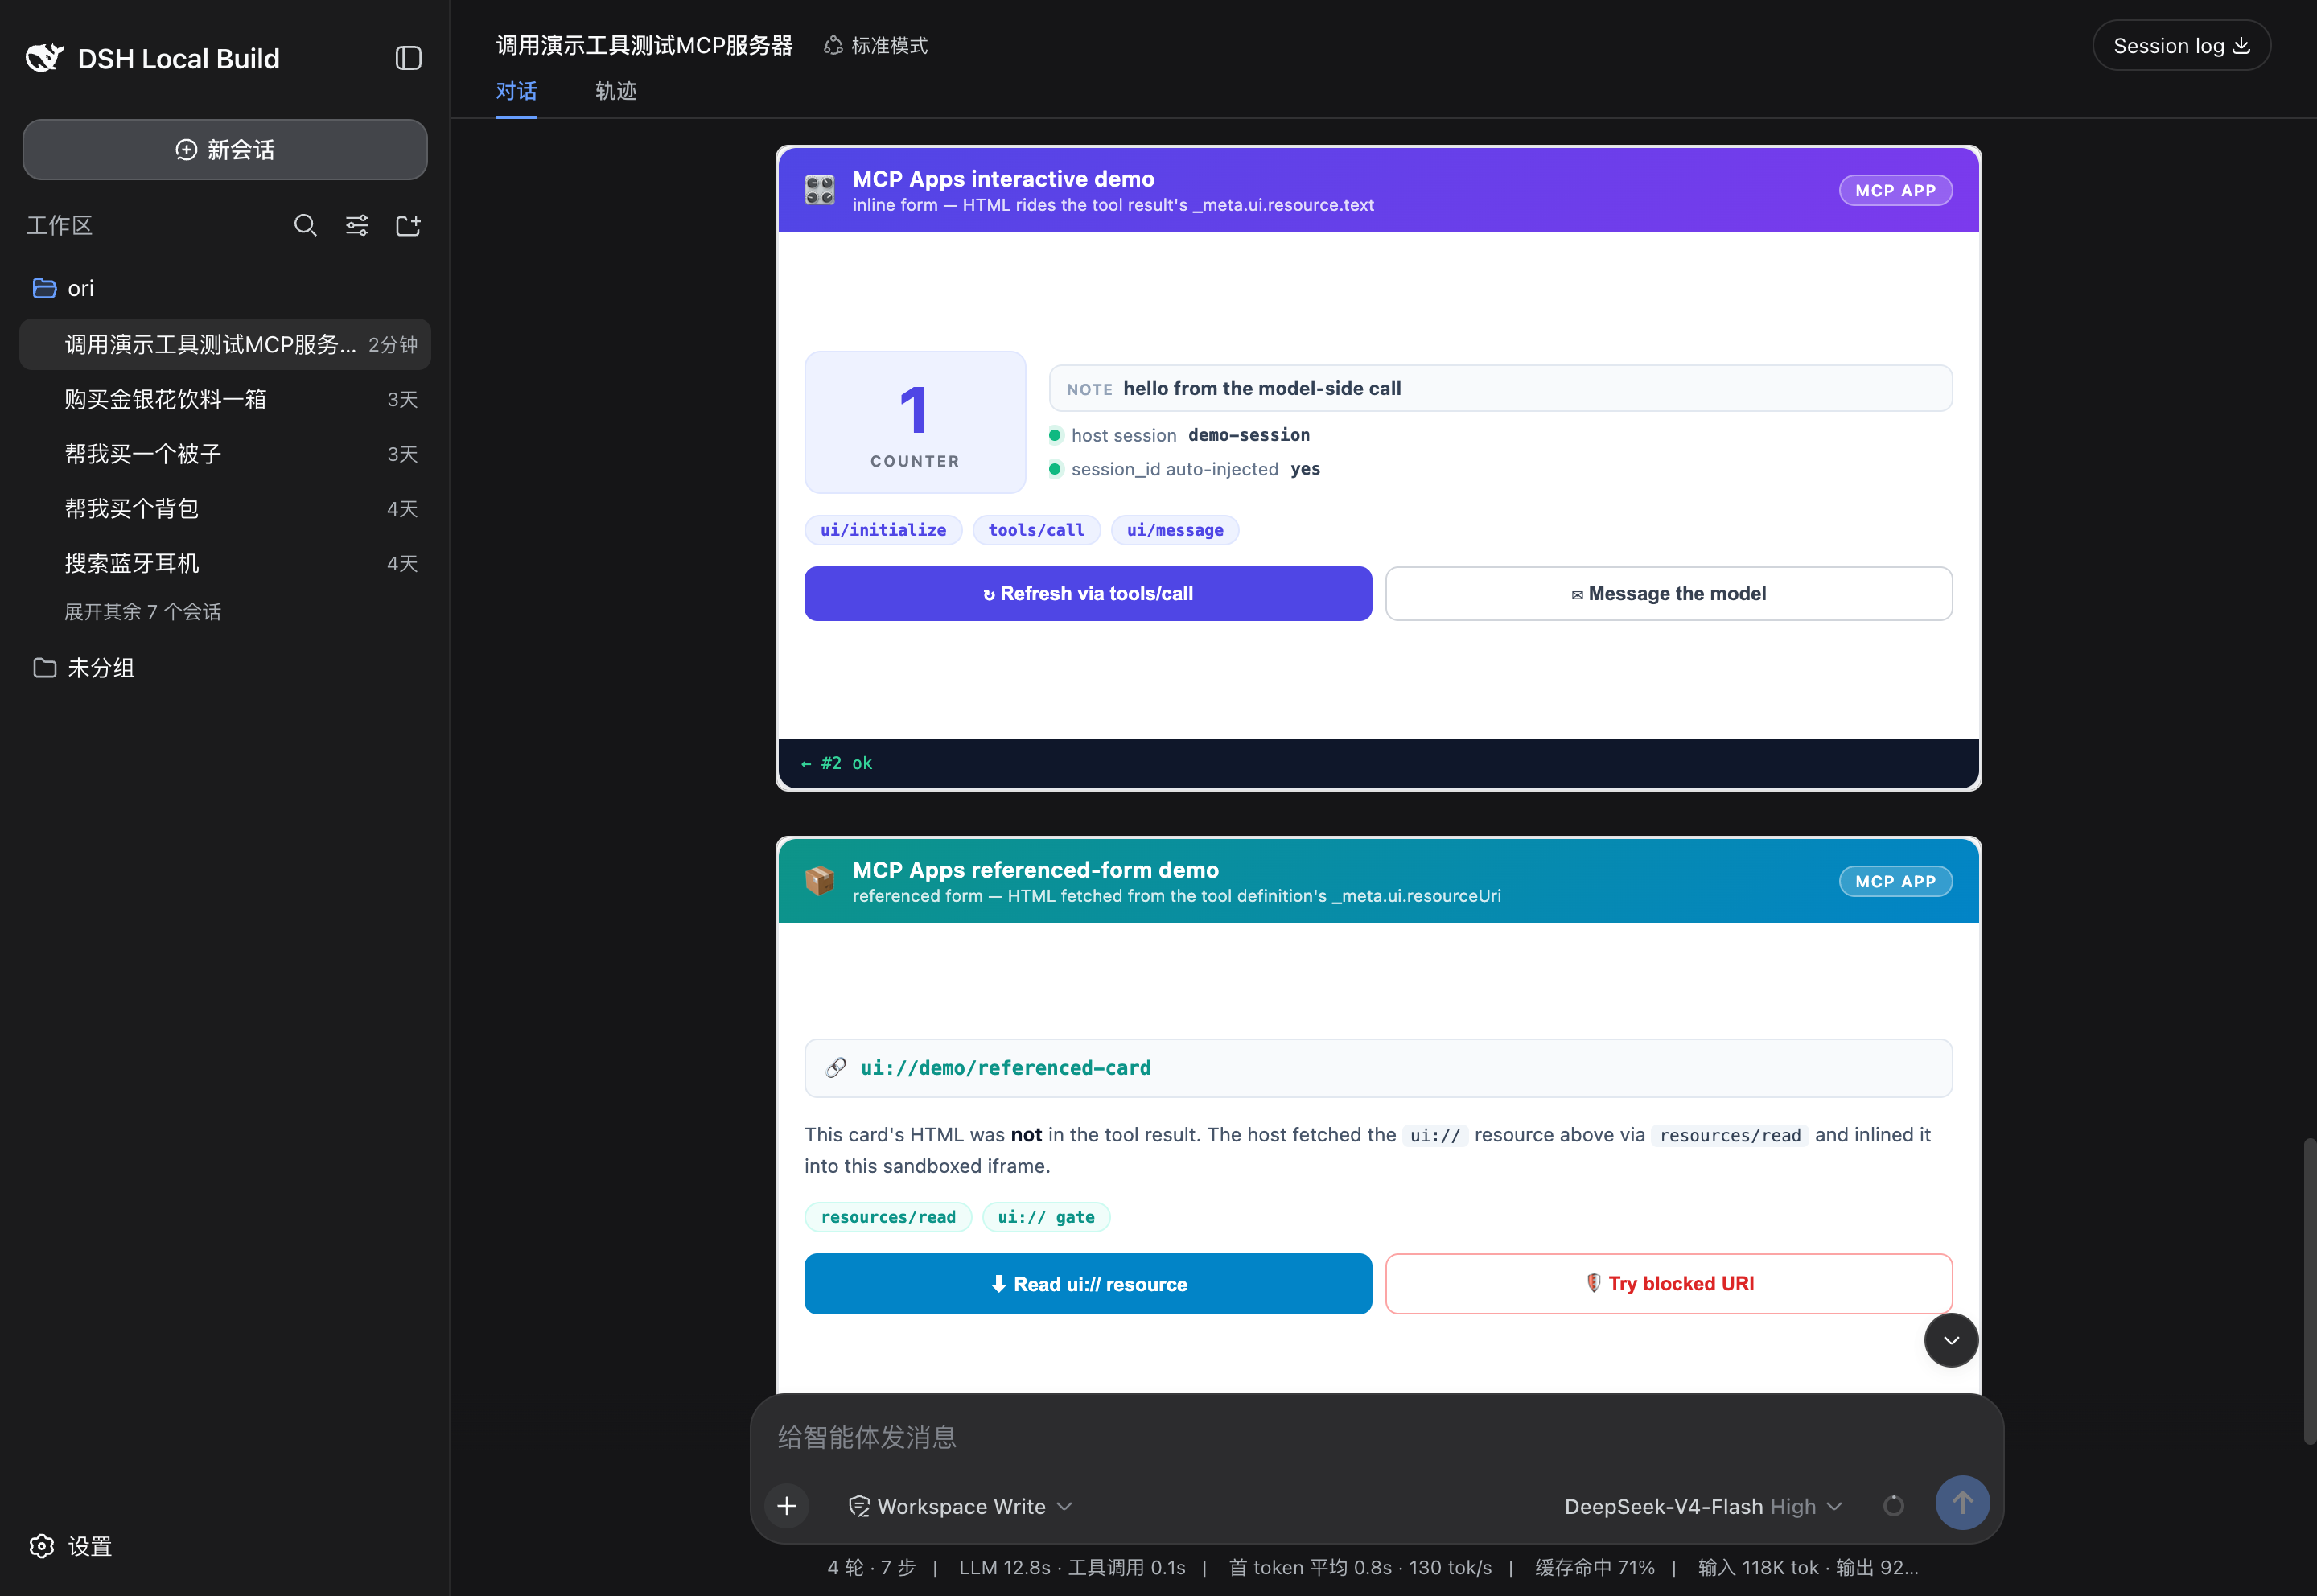 DSH Local Build
新会话
工作区
ori
调用演示工具测试MCP服务... 2分钟
购买金银花饮料一箱 3天
帮我买一个被子 3天
帮我买个背包 4天
搜索蓝牙耳机 4天
展开其余 7 个会话
未分组
设置
调用演示工具测试MCP服务器 标准模式
Session log
对话 轨迹
MCP Apps interactive demo
inline form — HTML rides the tool result's _meta.ui.resource.text
MCP APP
1
COUNTER
NOTE hello from the model-side call
host session demo-session
session_id auto-injected yes
ui/initialize tools/call ui/message
↻ Refresh via tools/call
✉ Message the model
← #2 ok
MCP Apps referenced-form demo
referenced form — HTML fetched from the tool definition's _meta.ui.resourceUri
MCP APP
ui://demo/referenced-card
This card's HTML was not in the tool result. The host fetched the ui:// resource above via resources/read and inlined it
into this sandboxed iframe.
resources/read ui:// gate
⬇ Read ui:// resource
Try blocked URI
给智能体发消息
Workspace Write
DeepSeek-V4-Flash High
4 轮 · 7 步 | LLM 12.8s · 工具调用 0.1s | 首 token 平均 0.8s · 130 tok/s | 缓存命中 71% | 输入 118K tok · 输出 92...